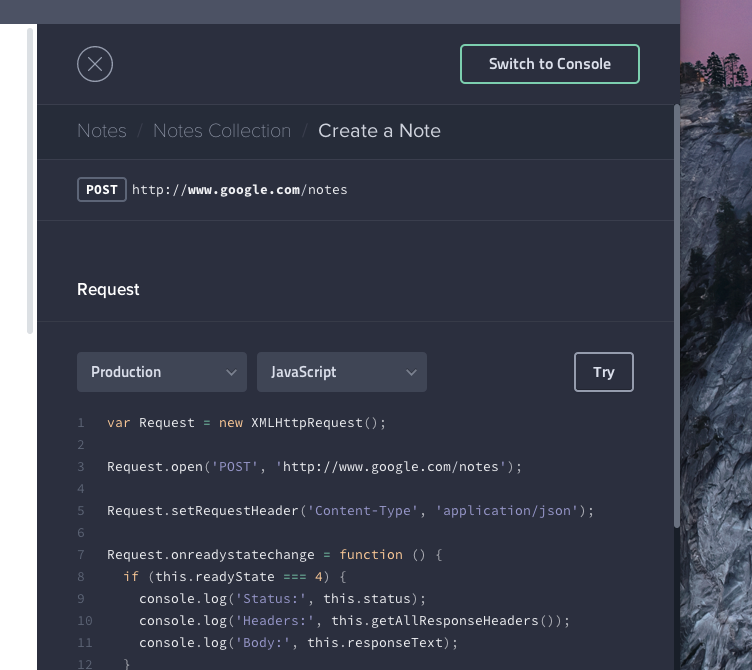 Switch to Console
Notes / Notes Collection / Create a Note
POST http://www.google.com/notes
Request
Production JavaScript Try
1 var Request = new XMLHttpRequest();
2
3 Request.open('POST', 'http://www.google.com/notes');
4
5 Request.setRequestHeader('Content-Type', 'application/json');
6
7 Request.onreadystatechange = function () {
8   if (this.readyState === 4) {
9     console.log('Status:', this.status);
10     console.log('Headers:', this.getAllResponseHeaders());
11     console.log('Body:', this.responseText);
12   }